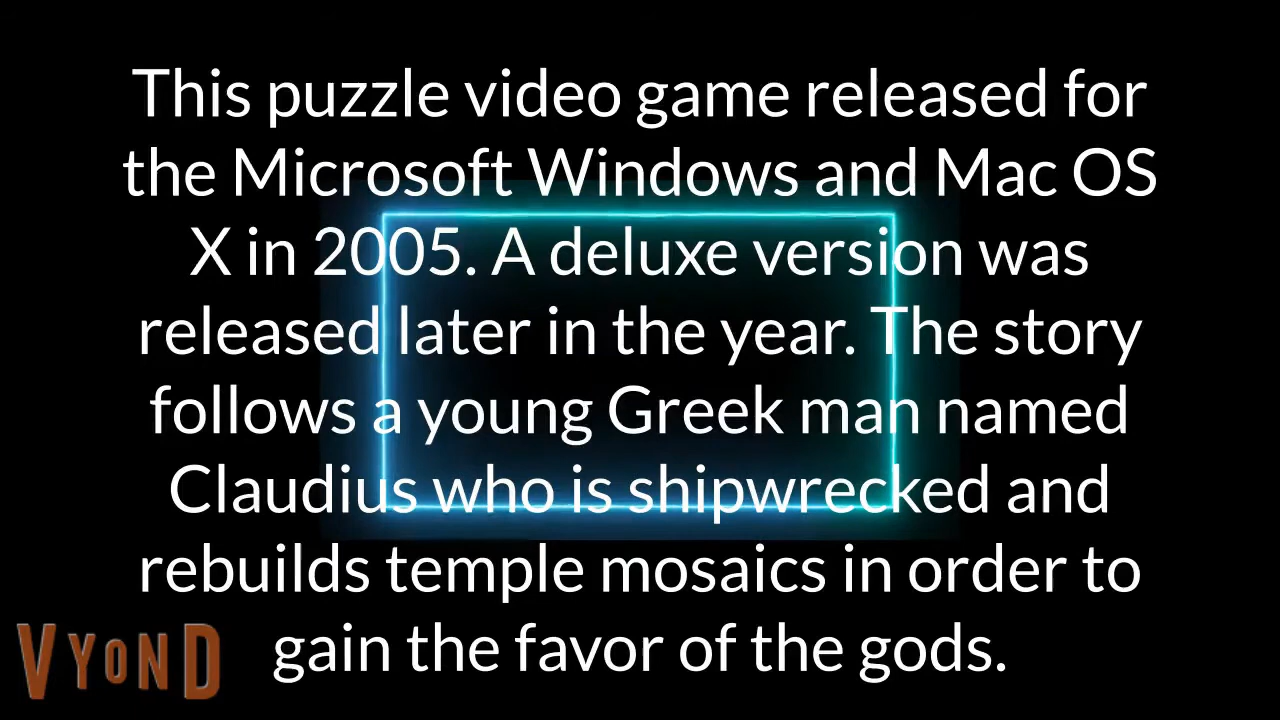 This puzzle video game released for
the Microsoft Windows and Mac OS
X in 2005. A deluxe version was
released later in the year. The story
follows a young Greek man named
Claudius who is shipwrecked and
rebuilds temple mosaics in order to
gain the favor of the gods.
VYOND